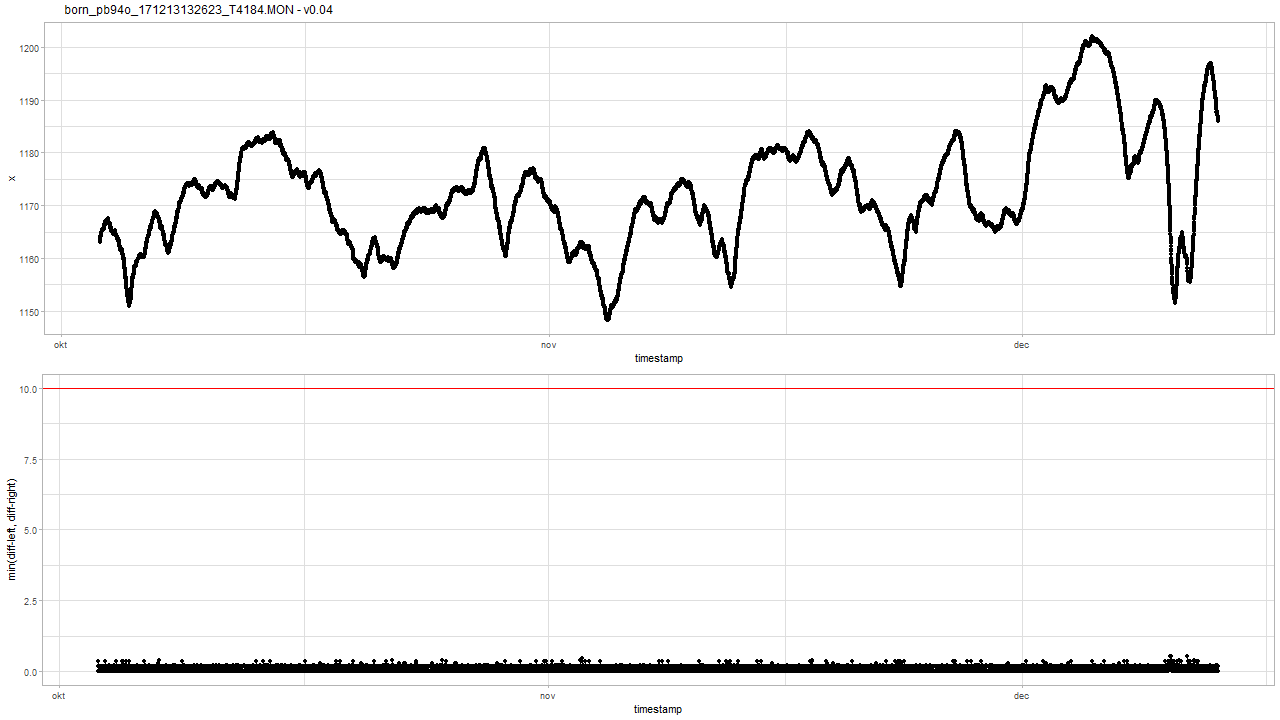 born_pb94o_171213132623_T4184.MON - v0.04
1200
1190
1180
1170
1160
1150
x
okt
nov
dec
timestamp
10.0
7.5
5.0
2.5
0.0
min(diff-left, diff-right)
okt
nov
dec
timestamp